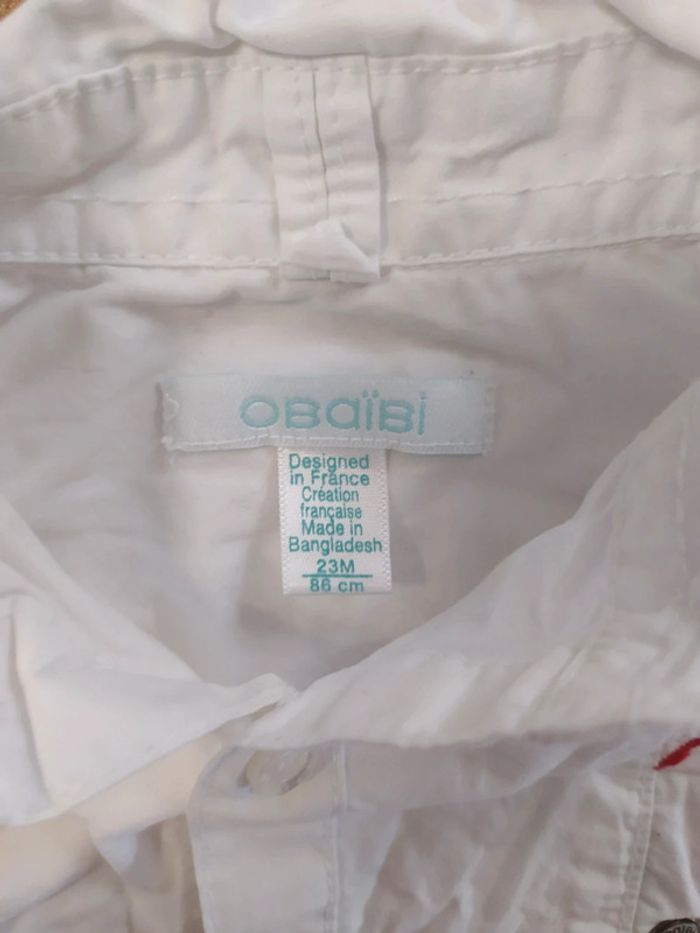 OBaïBi
Designed
in France
Création
française
Made in
Bangladesh
23M
86 cm